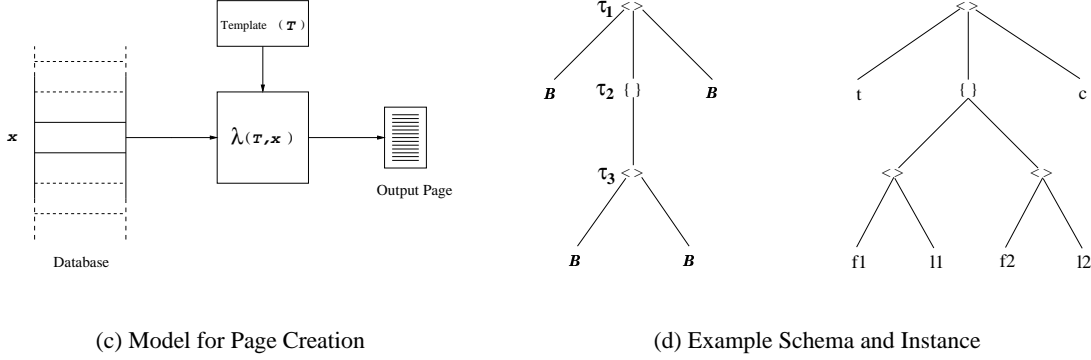 Template (T)
x
λ(T,x)
Output Page
Database
(c) Model for Page Creation
τ1 < >
B τ2 { } B
τ3 < >
B B
< >
t { } c
< > < >
f1 l1 f2 l2
(d) Example Schema and Instance